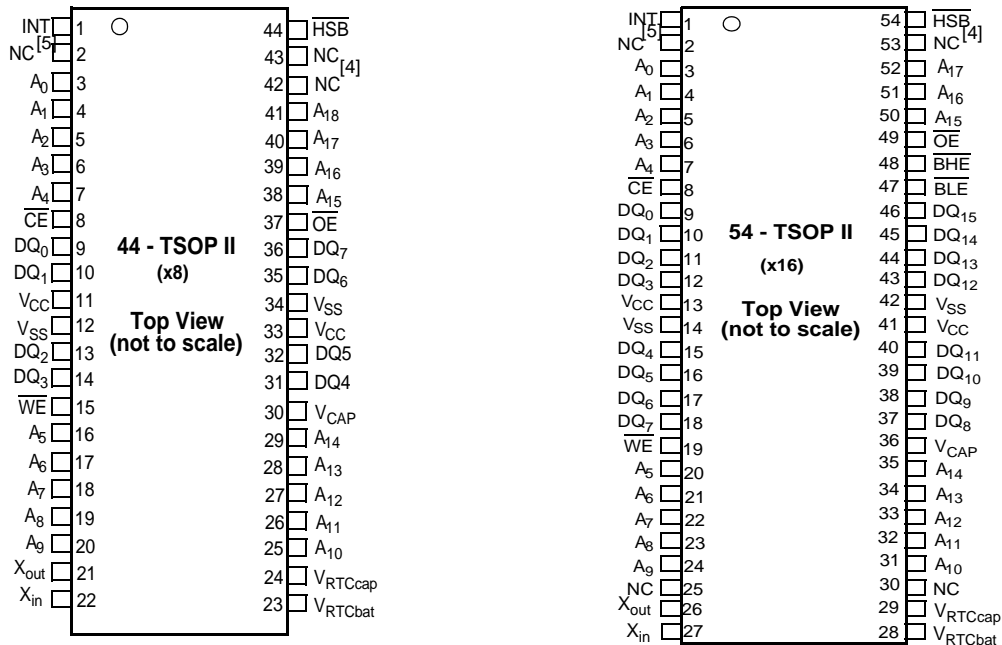 INT 1 44 HSB
NC[5] 2 43 NC[4]
A0 3 42 NC
A1 4 41 A18
A2 5 40 A17
A3 6 39 A16
A4 7 38 A15
CE 8 37 OE
DQ0 9 36 DQ7
DQ1 10 35 DQ6
VCC 11 34 VSS
VSS 12 33 VCC
DQ2 13 32 DQ5
DQ3 14 31 DQ4
WE 15 30 VCAP
A5 16 29 A14
A6 17 28 A13
A7 18 27 A12
A8 19 26 A11
A9 20 25 A10
Xout 21 24 VRTCcap
Xin 22 23 VRTCbat
44 - TSOP II
(x8)
Top View
(not to scale)
INT 1 54 HSB
NC[5] 2 53 NC[4]
A0 3 52 A17
A1 4 51 A16
A2 5 50 A15
A3 6 49 OE
A4 7 48 BHE
CE 8 47 BLE
DQ0 9 46 DQ15
DQ1 10 45 DQ14
DQ2 11 44 DQ13
DQ3 12 43 DQ12
VCC 13 42 VSS
VSS 14 41 VCC
DQ4 15 40 DQ11
DQ5 16 39 DQ10
DQ6 17 38 DQ9
DQ7 18 37 DQ8
WE 19 36 VCAP
A5 20 35 A14
A6 21 34 A13
A7 22 33 A12
A8 23 32 A11
A9 24 31 A10
NC 25 30 NC
Xout 26 29 VRTCcap
Xin 27 28 VRTCbat
54 - TSOP II
(x16)
Top View
(not to scale)